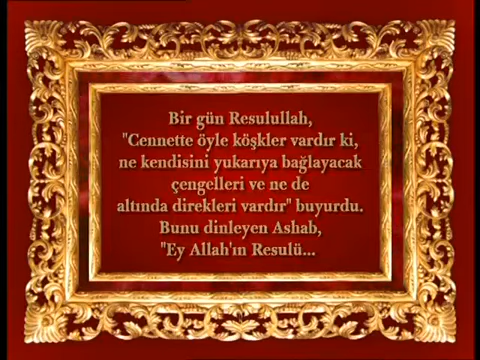 Bir gün Resulullah,
"Cennette öyle köşkler vardır ki,
ne kendisini yukarıya bağlayacak
çengelleri ve ne de
altında direkleri vardır" buyurdu.
Bunu dinleyen Ashab,
"Ey Allah'ın Resulü...